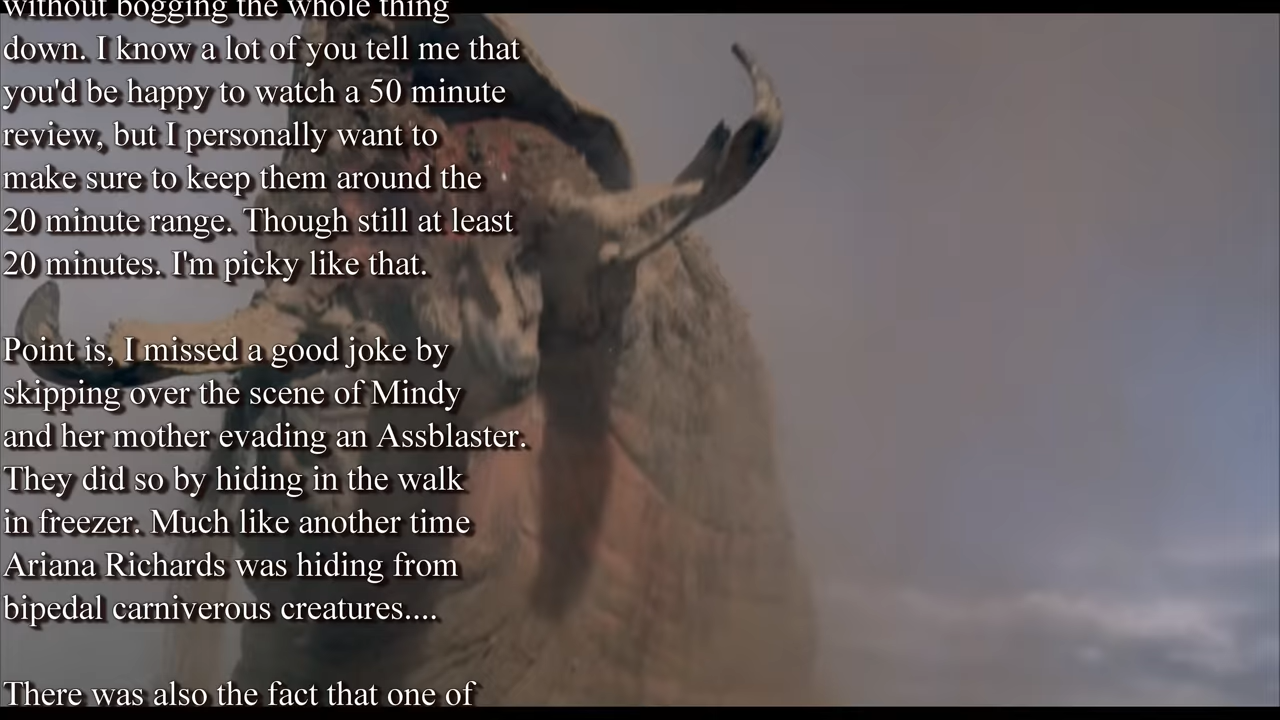 without bogging the whole thing
down. I know a lot of you tell me that
you'd be happy to watch a 50 minute
review, but I personally want to
make sure to keep them around the
20 minute range. Though still at least
20 minutes. I'm picky like that.
Point is, I missed a good joke by
skipping over the scene of Mindy
and her mother evading an Assblaster.
They did so by hiding in the walk
in freezer. Much like another time
Ariana Richards was hiding from
bipedal carniverous creatures....
There was also the fact that one of